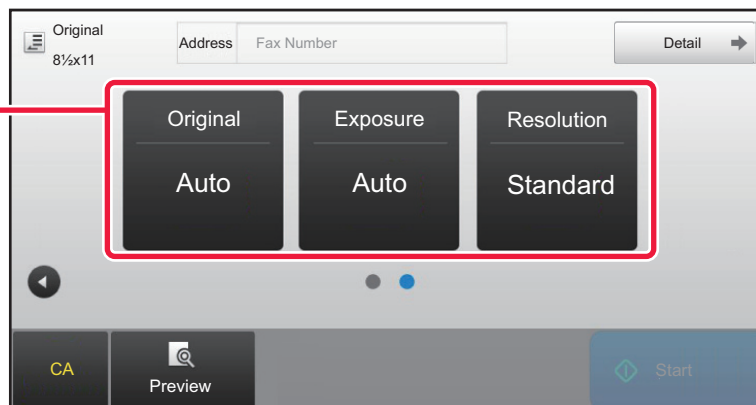 Original
8½x11
Address Fax Number
Detail
Original Exposure Resolution
Auto Auto Standard
CA
Preview
Start